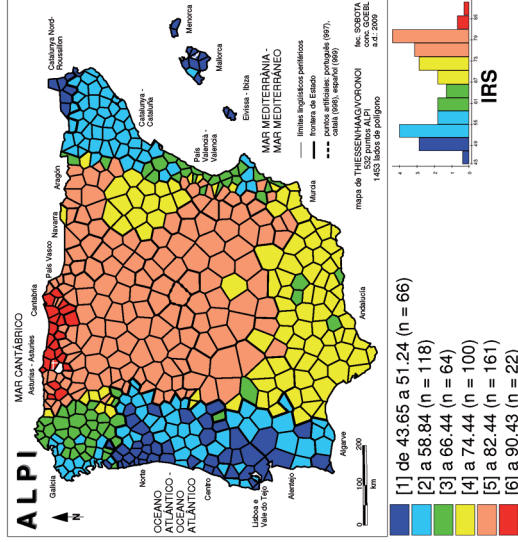 ALPI
N
MAR CANTÁBRICO
Galicia
Asturias - Asturies
Cantabria
País Vasco
Navarra
Aragón
Catalunya Nord-
Roussillon
Catalunya -
Cataluña
Menorca
Mallorca
Eivissa - Ibiza
País
Valencià -
Valencia
MAR MEDITERRÀNIA -
MAR MEDITERRÁNEO
OCEANO
ATLÂNTICO -
OCÉANO
ATLÁNTICO
Norte
Centro
Lisboa e
Vale do Tejo
Alentejo
Algarve
Andalucía
Murcia
límites lingüísticos periféricos
frontera de Estado
puntos artificiales: português (997),
català (998), español (999)
mapa de THIESSEN/HAAG/VORONOI
532 puntos ALPI
1453 lados de polígono
0 100 200
km
[1] de 43.65 a 51.24 (n = 66)
[2] a 58.84 (n = 118)
[3] a 66.44 (n = 64)
[4] a 74.44 (n = 100)
[5] a 82.44 (n = 161)
[6] a 90.43 (n = 22)
IRS
fec. SOBOTA
conc. GOEBL
a.d.: 2009